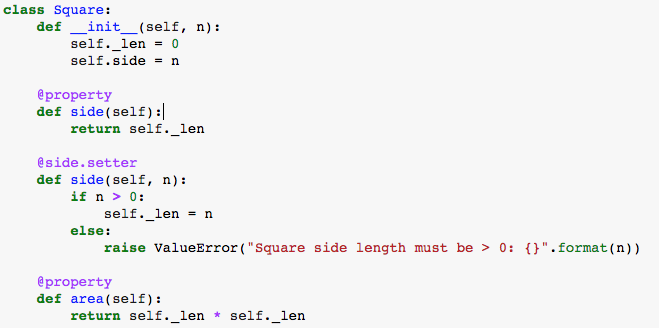 class Square:
    def __init__(self, n):
        self._len = 0
        self.side = n

    @property
    def side(self):
        return self._len

    @side.setter
    def side(self, n):
        if n > 0:
            self._len = n
        else:
            raise ValueError("Square side length must be > 0: {}".format(n))

    @property
    def area(self):
        return self._len * self._len